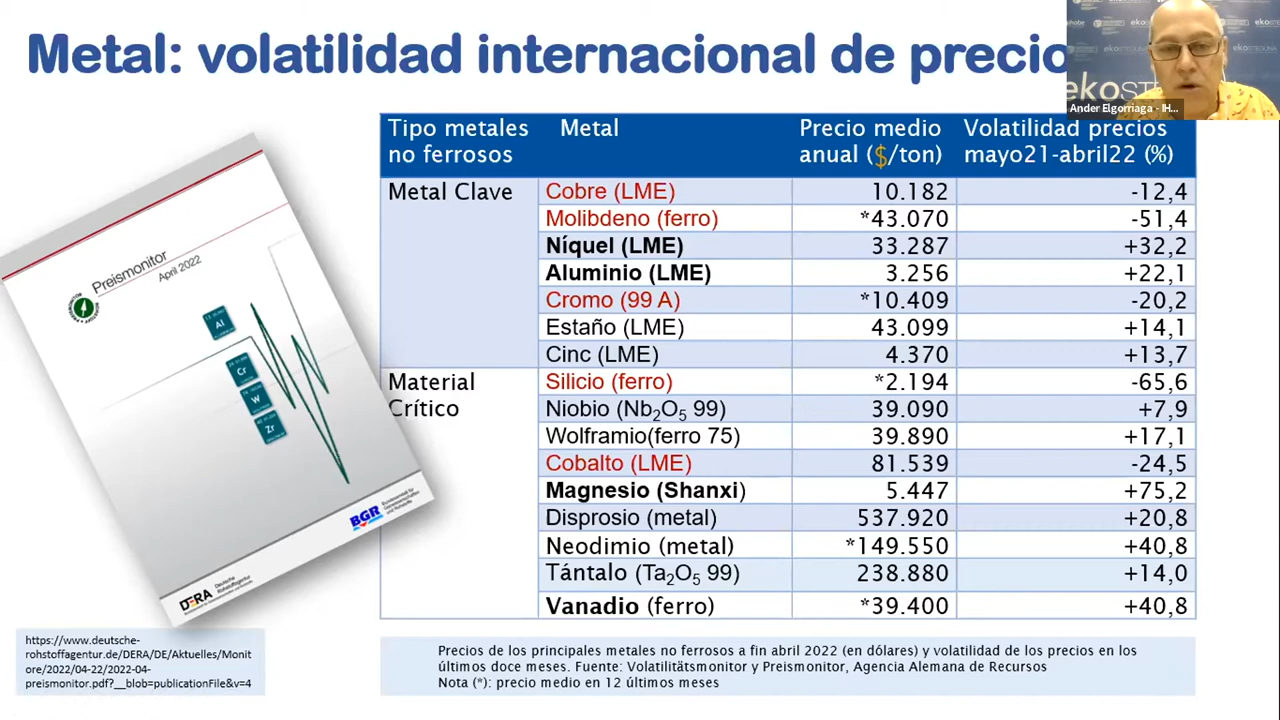 Metal: volatilidad internacional de precio
ekoSTEGUNA
eko
ekoSTE
Ander Elgorriaga - IH...
Tipo metales no ferrosos Metal Precio medio anual ($/ton) Volatilidad precios mayo21-abril22 (%)
Metal Clave Cobre (LME) 10.182 -12,4
Molibdeno (ferro) *43.070 -51,4
Níquel (LME) 33.287 +32,2
Aluminio (LME) 3.256 +22,1
Cromo (99 A) *10.409 -20,2
Estaño (LME) 43.099 +14,1
Cinc (LME) 4.370 +13,7
Material Crítico Silicio (ferro) *2.194 -65,6
Niobio (Nb₂O₅ 99) 39.090 +7,9
Wolframio(ferro 75) 39.890 +17,1
Cobalto (LME) 81.539 -24,5
Magnesio (Shanxi) 5.447 +75,2
Disprosio (metal) 537.920 +20,8
Neodimio (metal) *149.550 +40,8
Tántalo (Ta₂O₅ 99) 238.880 +14,0
Vanadio (ferro) *39.400 +40,8
Preismonitor
April 2022
Al
Cr
W
Zr
BGR
DERA Deutsche Rohstoffagentur
https://www.deutsche-
rohstoffagentur.de/DERA/DE/Aktuelles/Monit
ore/2022/04-22/2022-04-
preismonitor.pdf?__blob=publicationFile&v=4
Precios de los principales metales no ferrosos a fin abril 2022 (en dólares) y volatilidad de los precios en los
últimos doce meses. Fuente: Volatilitätsmonitor y Preismonitor, Agencia Alemana de Recursos
Nota (*): precio medio en 12 últimos meses